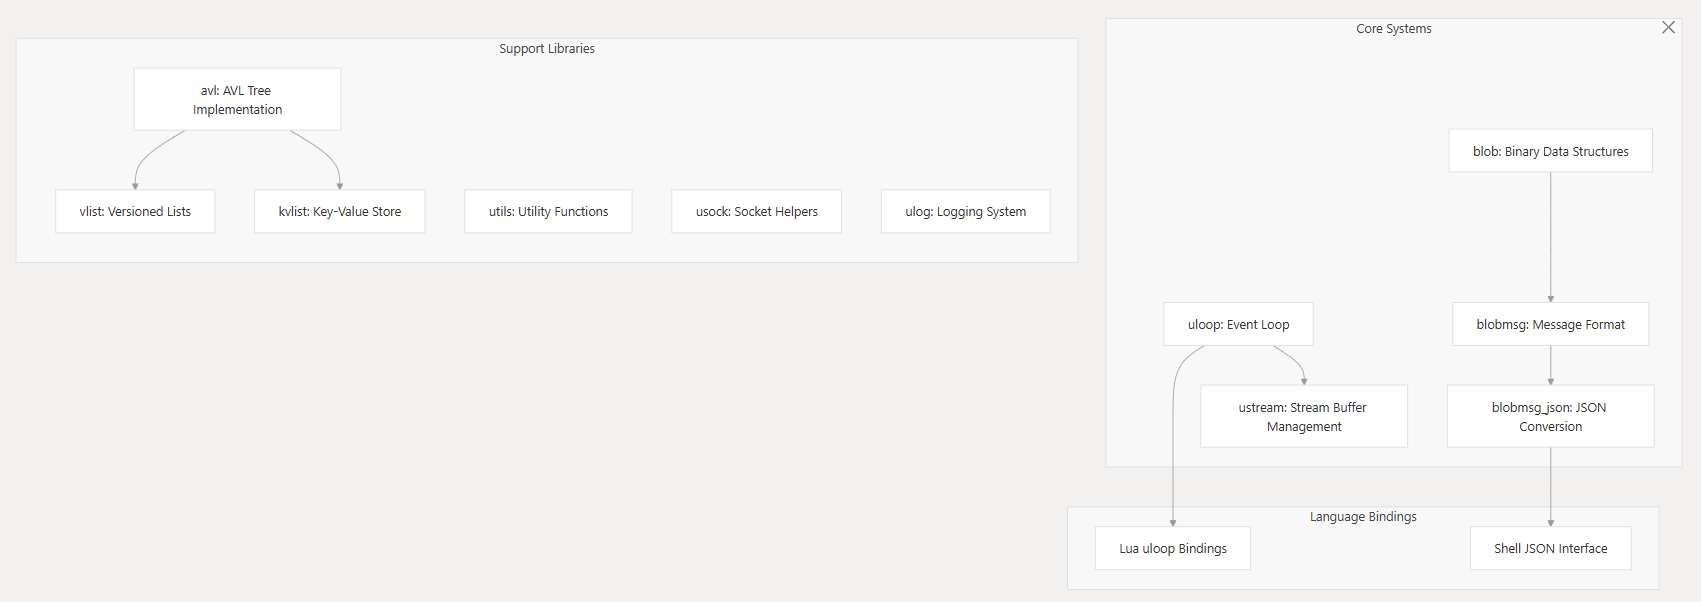 Support Libraries
avl: AVL Tree
Implementation
vlist: Versioned Lists
kvlist: Key-Value Store
utils: Utility Functions
usock: Socket Helpers
ulog: Logging System
Core Systems
blob: Binary Data Structures
uloop: Event Loop
blobmsg: Message Format
ustream: Stream Buffer
Management
blobmsg_json: JSON
Conversion
Language Bindings
Lua uloop Bindings
Shell JSON Interface